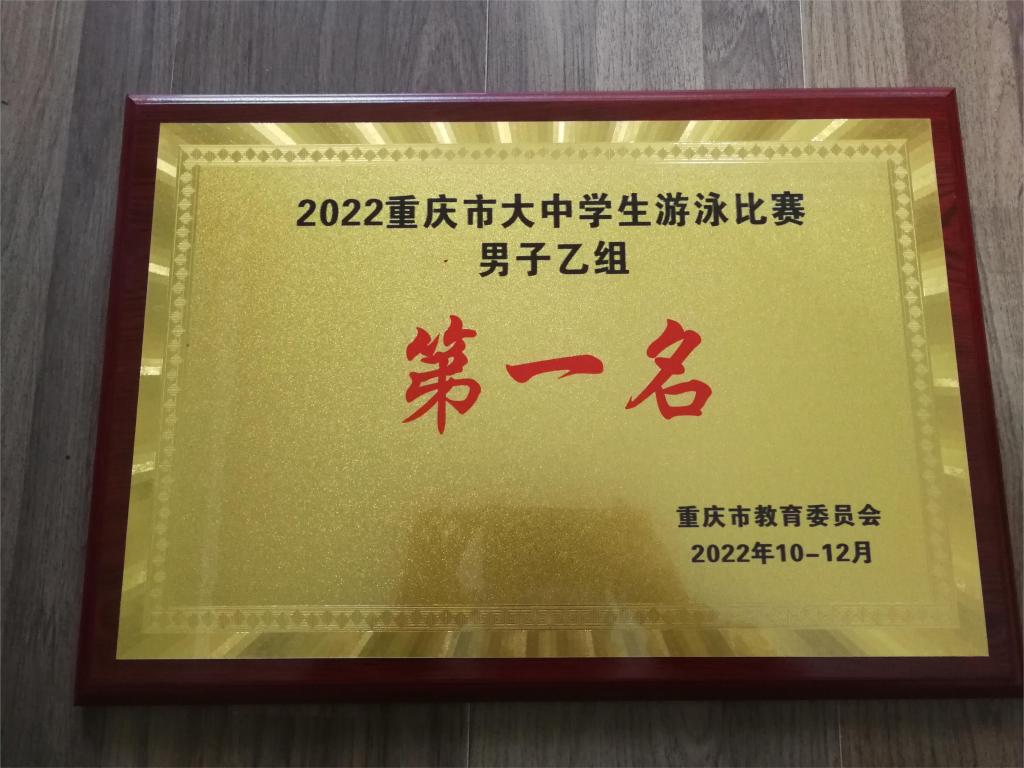 2022重庆市大中学生游泳比赛
男子乙组
第一名
重庆市教育委员会
2022年10-12月